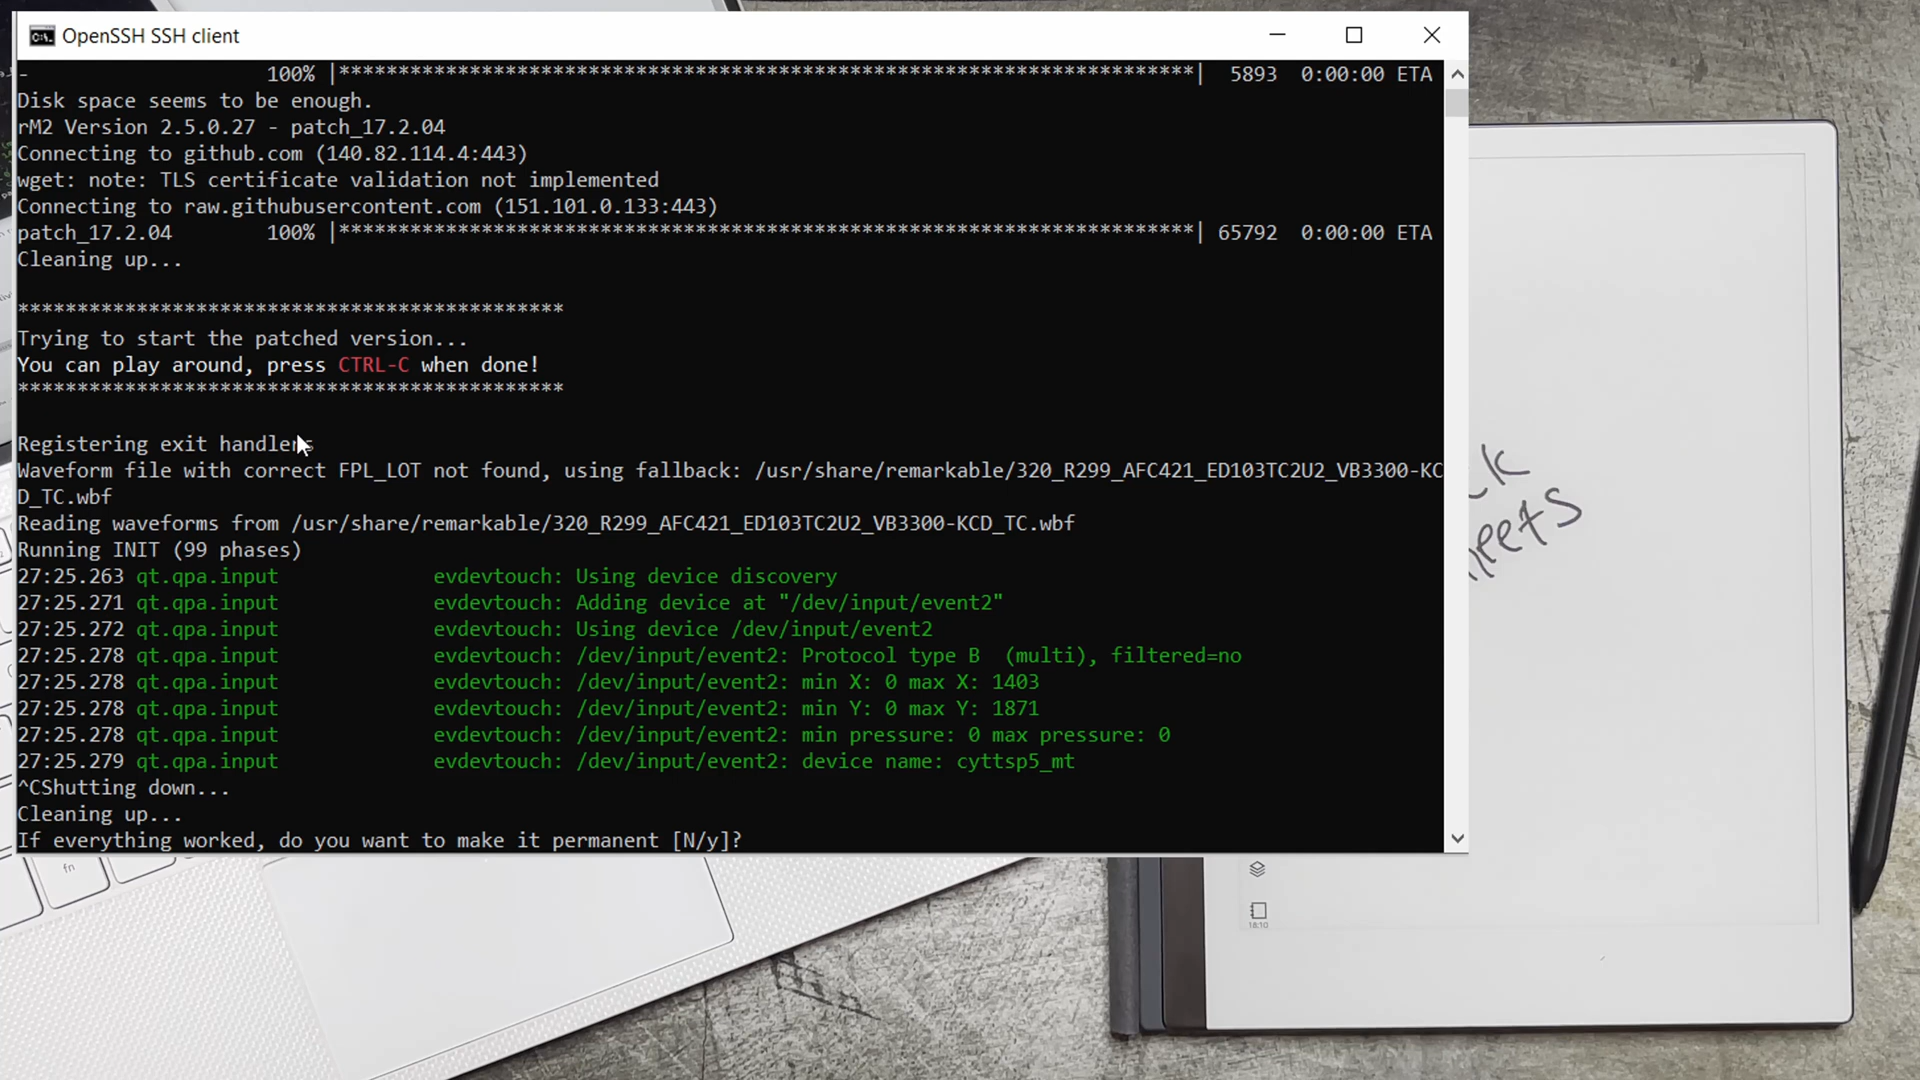 OpenSSH SSH client
- 100% |************************************************************************| 5893 0:00:00 ETA
Disk space seems to be enough.
rM2 Version 2.5.0.27 - patch_17.2.04
Connecting to github.com (140.82.114.4:443)
wget: note: TLS certificate validation not implemented
Connecting to raw.githubusercontent.com (151.101.0.133:443)
patch_17.2.04 100% |************************************************************************| 65792 0:00:00 ETA
Cleaning up...
**********************************************
Trying to start the patched version...
You can play around, press CTRL-C when done!
**********************************************
Registering exit handlers
Waveform file with correct FPL_LOT not found, using fallback: /usr/share/remarkable/320_R299_AFC421_ED103TC2U2_VB3300-KC
D_TC.wbf
Reading waveforms from /usr/share/remarkable/320_R299_AFC421_ED103TC2U2_VB3300-KCD_TC.wbf
Running INIT (99 phases)
27:25.263 qt.qpa.input evdevtouch: Using device discovery
27:25.271 qt.qpa.input evdevtouch: Adding device at "/dev/input/event2"
27:25.272 qt.qpa.input evdevtouch: Using device /dev/input/event2
27:25.278 qt.qpa.input evdevtouch: /dev/input/event2: Protocol type B (multi), filtered=no
27:25.278 qt.qpa.input evdevtouch: /dev/input/event2: min X: 0 max X: 1403
27:25.278 qt.qpa.input evdevtouch: /dev/input/event2: min Y: 0 max Y: 1871
27:25.278 qt.qpa.input evdevtouch: /dev/input/event2: min pressure: 0 max pressure: 0
27:25.279 qt.qpa.input evdevtouch: /dev/input/event2: device name: cyttsp5_mt
^CShutting down...
Cleaning up...
If everything worked, do you want to make it permanent [N/y]?
fn
18:10